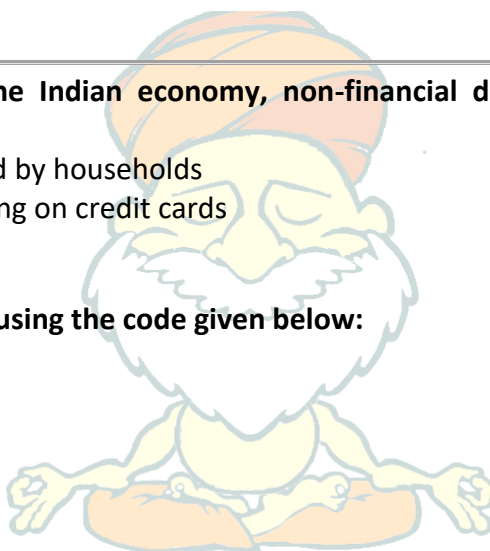 he Indian economy, non-financial d
d by households
ng on credit cards
using the code given below: